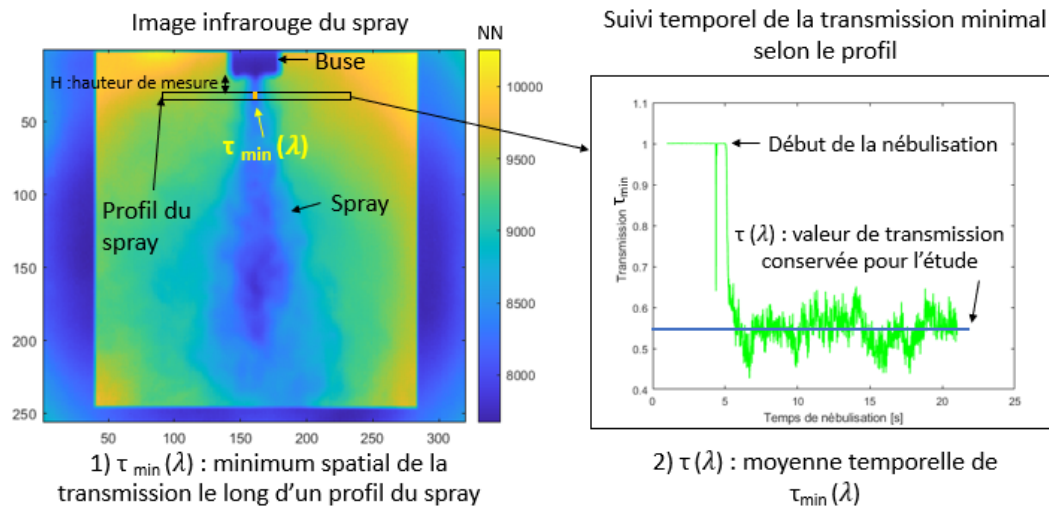 Image infrarouge du spray
NN
Buse
H :hauteur de mesure
τ min (λ)
Profil du
spray
Spray
50
100
150
200
250
50
100
150
200
250
300
10000
9500
9000
8500
8000
1) τ min (λ) : minimum spatial de la
transmission le long d’un profil du spray
Suivi temporel de la transmission minimal
selon le profil
1.1
1
0.9
0.8
0.7
0.6
0.5
0.4
Transmission τmin
Début de la nébulisation
τ (λ) : valeur de transmission
conservée pour l’étude
0
5
10
15
20
25
Temps de nébulisation [s]
2) τ (λ) : moyenne temporelle de
τmin (λ)